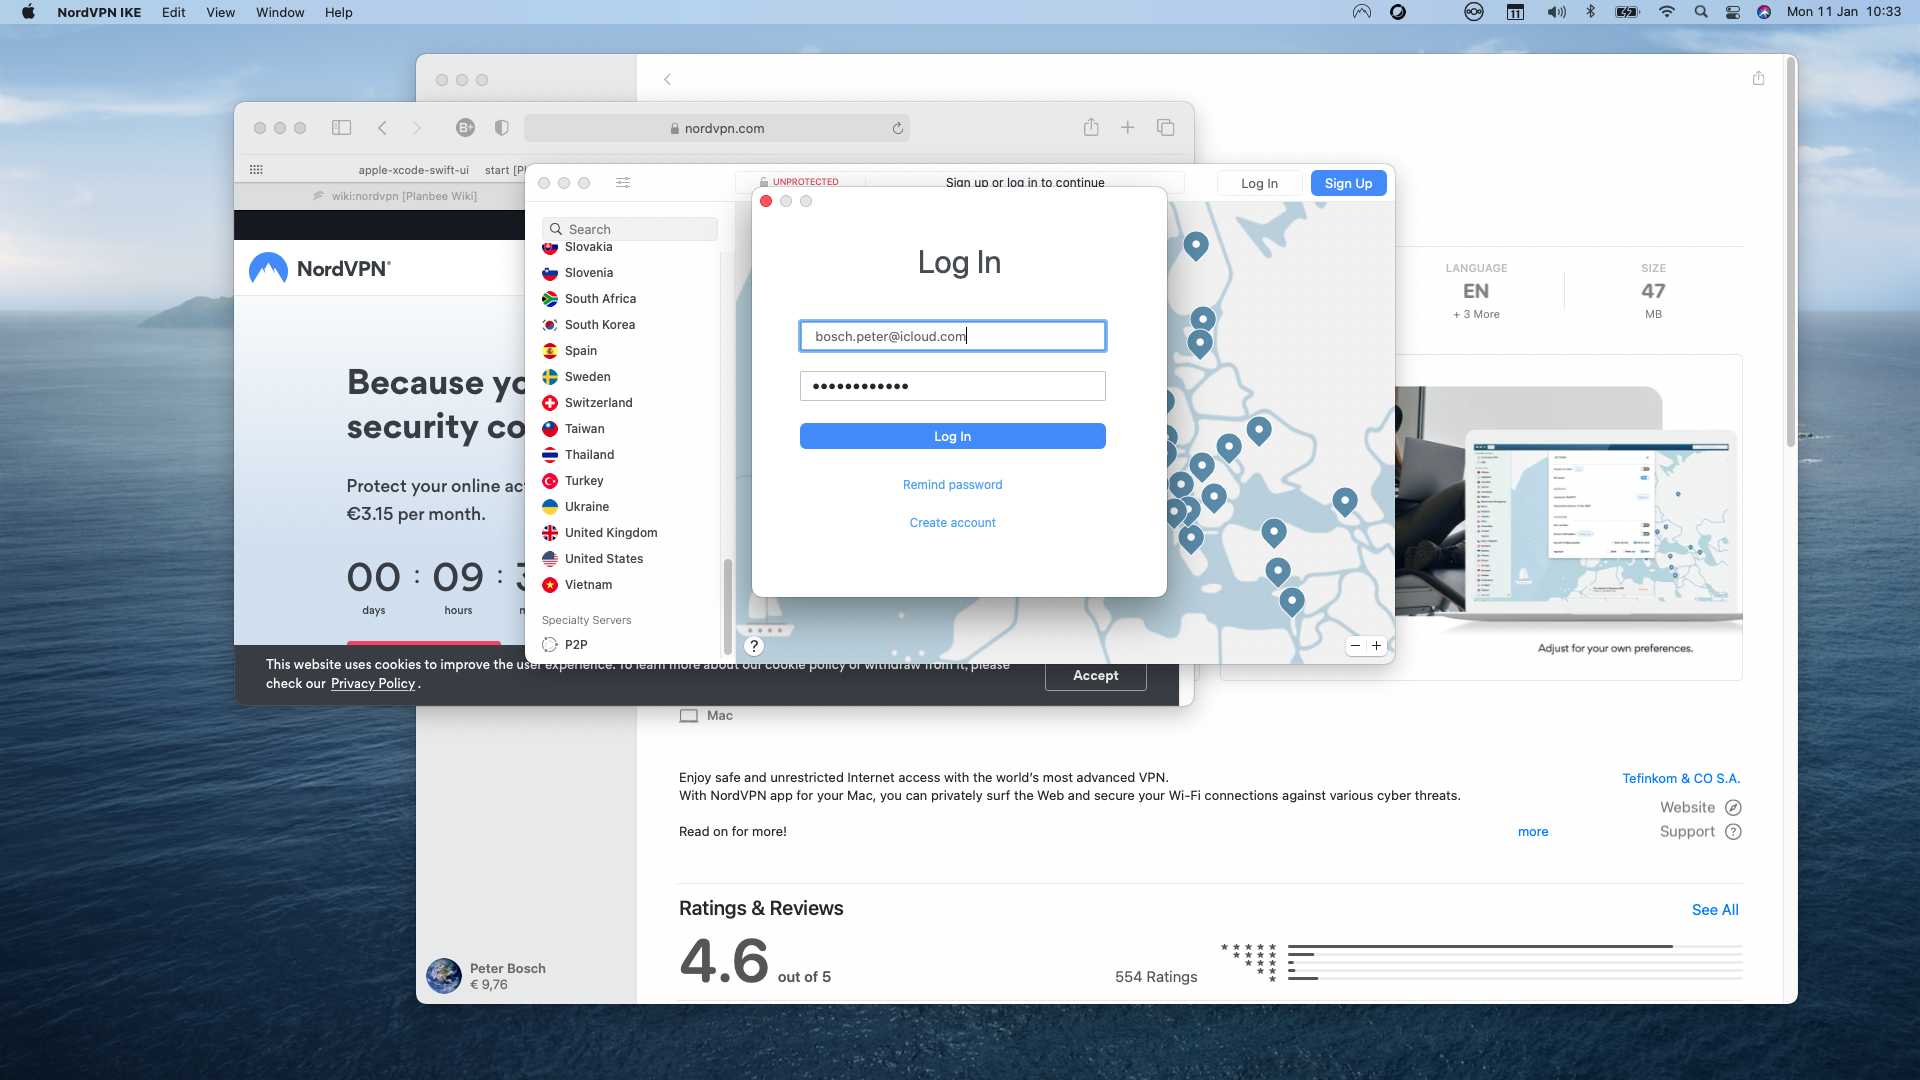 NordVPN IKE Edit View Window Help
11 Mon 11 Jan 10:33
B+ nordvpn.com
apple-xcode-swift-ui start [Pl
wiki:nordvpn [Planbee Wiki]
NordVPN®
Because yo
security co
Protect your online ac
€3.15 per month.
00 : 09 : 3
days hours m
This website uses cookies to improve the user experience. To learn more about our cookie policy or withdraw from it, please
check our Privacy Policy.
Accept
UNPROTECTED
Sign up or log in to continue
Log In
Sign Up
Search
Slovakia
Slovenia
South Africa
South Korea
Spain
Sweden
Switzerland
Taiwan
Thailand
Turkey
Ukraine
United Kingdom
United States
Vietnam
Specialty Servers
P2P
?
− +
Log In
bosch.peter@icloud.com
••••••••••••
Log In
Remind password
Create account
LANGUAGE
EN
+ 3 More
SIZE
47
MB
Adjust for your own preferences.
Mac
Enjoy safe and unrestricted Internet access with the world's most advanced VPN.
With NordVPN app for your Mac, you can privately surf the Web and secure your Wi-Fi connections against various cyber threats.
Read on for more!
more
Tefinkom & CO S.A.
Website
Support ?
Ratings & Reviews
See All
4.6 out of 5
554 Ratings
Peter Bosch
€ 9,76